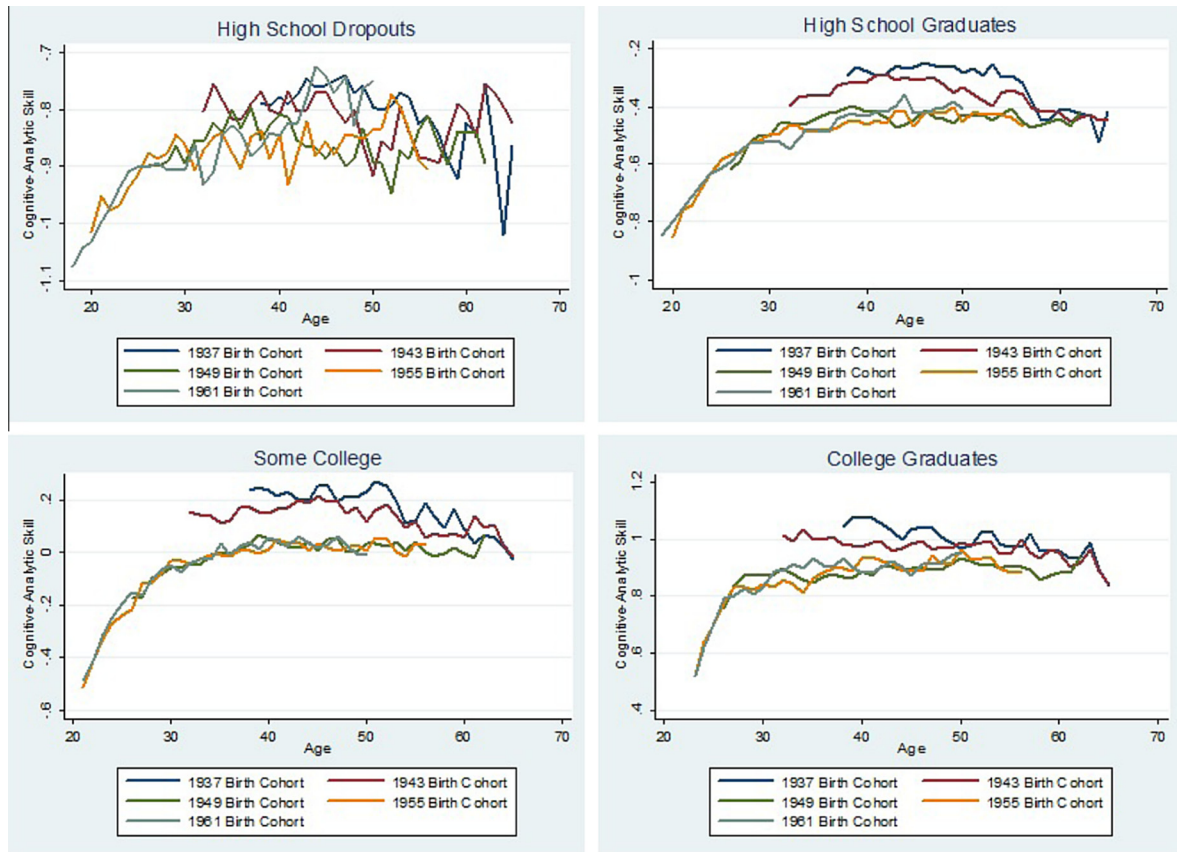 High School Dropouts
Cognitive-Analytic Skill
-.7
-.8
-.9
-1
-1.1
20 30 40 50 60 70
Age
1937 Birth Cohort 1943 Birth Cohort
1949 Birth Cohort 1955 Birth Cohort
1961 Birth Cohort
High School Graduates
Cognitive-Analytic Skill
-.2
-.4
-.6
-.8
-1
20 30 40 50 60 70
Age
1937 Birth Cohort 1943 Birth Cohort
1949 Birth Cohort 1955 Birth Cohort
1961 Birth Cohort
Some College
Cognitive-Analytic Skill
.2
0
-.2
-.4
-.6
20 30 40 50 60 70
Age
1937 Birth Cohort 1943 Birth Cohort
1949 Birth Cohort 1955 Birth Cohort
1961 Birth Cohort
College Graduates
Cognitive-Analytic Skill
1.2
1
.8
.6
.4
20 30 40 50 60 70
Age
1937 Birth Cohort 1943 Birth Cohort
1949 Birth Cohort 1955 Birth Cohort
1961 Birth Cohort